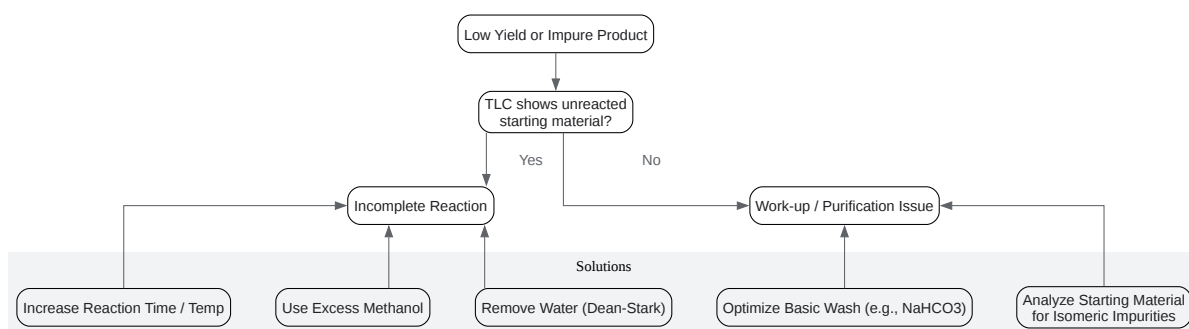 Low Yield or Impure Product
TLC shows unreacted
starting material?
Yes
No
Incomplete Reaction
Work-up / Purification Issue
Solutions
Increase Reaction Time / Temp
Use Excess Methanol
Remove Water (Dean-Stark)
Optimize Basic Wash (e.g., NaHCO3)
Analyze Starting Material
for Isomeric Impurities